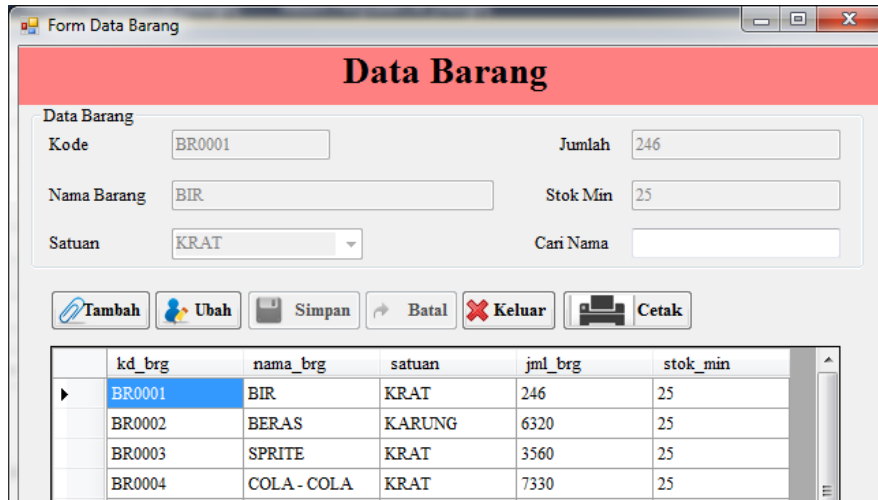 Form Data Barang
Data Barang
Data Barang
Kode BR0001 Jumlah 246
Nama Barang BIR Stok Min 25
Satuan KRAT Cari Nama
Tambah Ubah Simpan Batal Keluar Cetak
kd_brg nama_brg satuan jml_brg stok_min
BR0001 BIR KRAT 246 25
BR0002 BERAS KARUNG 6320 25
BR0003 SPRITE KRAT 3560 25
BR0004 COLA - COLA KRAT 7330 25